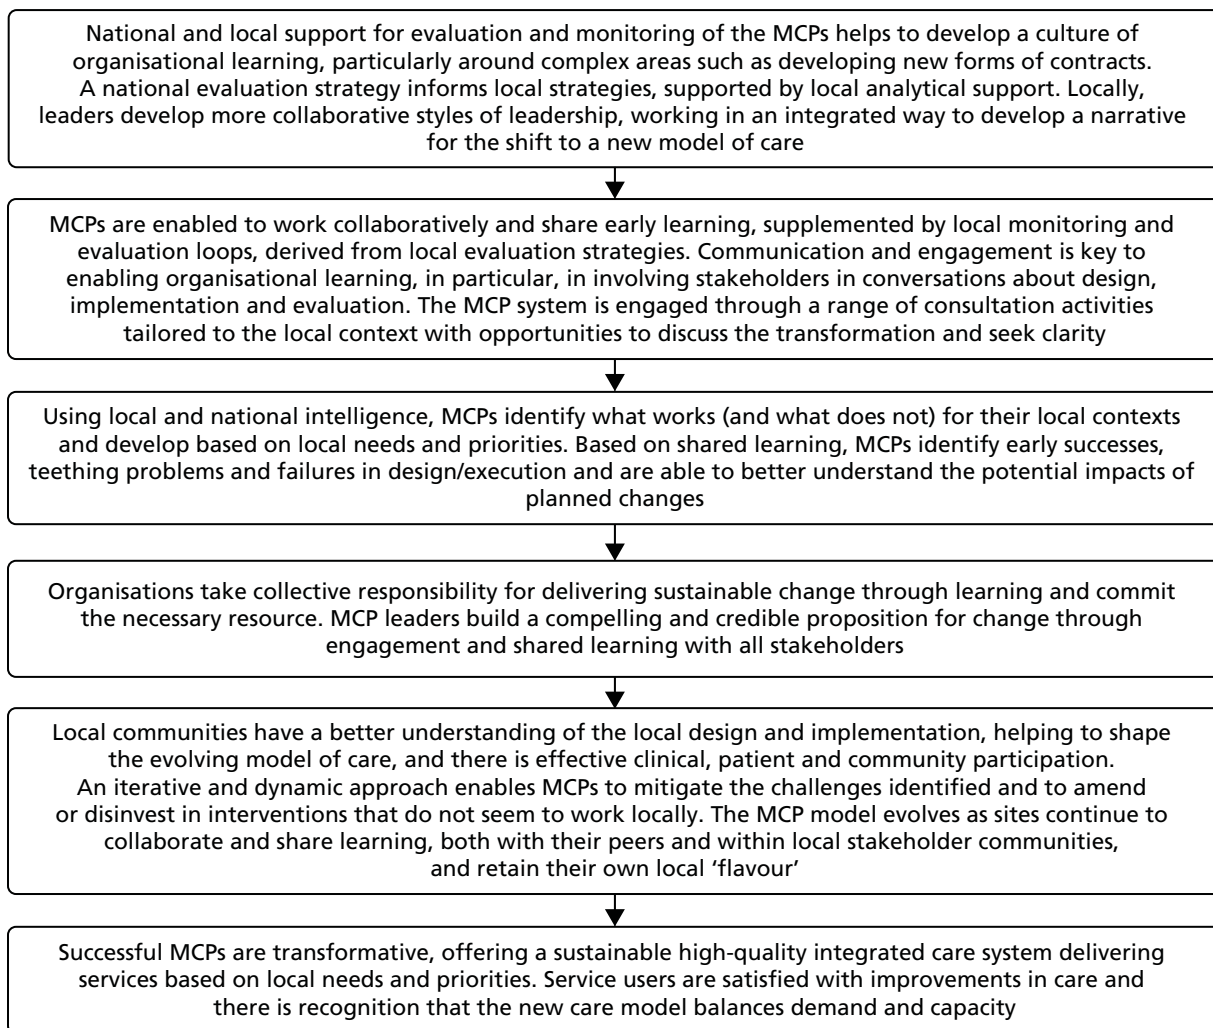 National and local support for evaluation and monitoring of the MCPs helps to develop a culture of
organisational learning, particularly around complex areas such as developing new forms of contracts.
A national evaluation strategy informs local strategies, supported by local analytical support. Locally,
leaders develop more collaborative styles of leadership, working in an integrated way to develop a narrative
for the shift to a new model of care
MCPs are enabled to work collaboratively and share early learning, supplemented by local monitoring and
evaluation loops, derived from local evaluation strategies. Communication and engagement is key to
enabling organisational learning, in particular, in involving stakeholders in conversations about design,
implementation and evaluation. The MCP system is engaged through a range of consultation activities
tailored to the local context with opportunities to discuss the transformation and seek clarity
Using local and national intelligence, MCPs identify what works (and what does not) for their local contexts
and develop based on local needs and priorities. Based on shared learning, MCPs identify early successes,
teething problems and failures in design/execution and are able to better understand the potential impacts of
planned changes
Organisations take collective responsibility for delivering sustainable change through learning and commit
the necessary resource. MCP leaders build a compelling and credible proposition for change through
engagement and shared learning with all stakeholders
Local communities have a better understanding of the local design and implementation, helping to shape
the evolving model of care, and there is effective clinical, patient and community participation.
An iterative and dynamic approach enables MCPs to mitigate the challenges identified and to amend
or disinvest in interventions that do not seem to work locally. The MCP model evolves as sites continue to
collaborate and share learning, both with their peers and within local stakeholder communities,
and retain their own local ‘flavour’
Successful MCPs are transformative, offering a sustainable high-quality integrated care system delivering
services based on local needs and priorities. Service users are satisfied with improvements in care and
there is recognition that the new care model balances demand and capacity